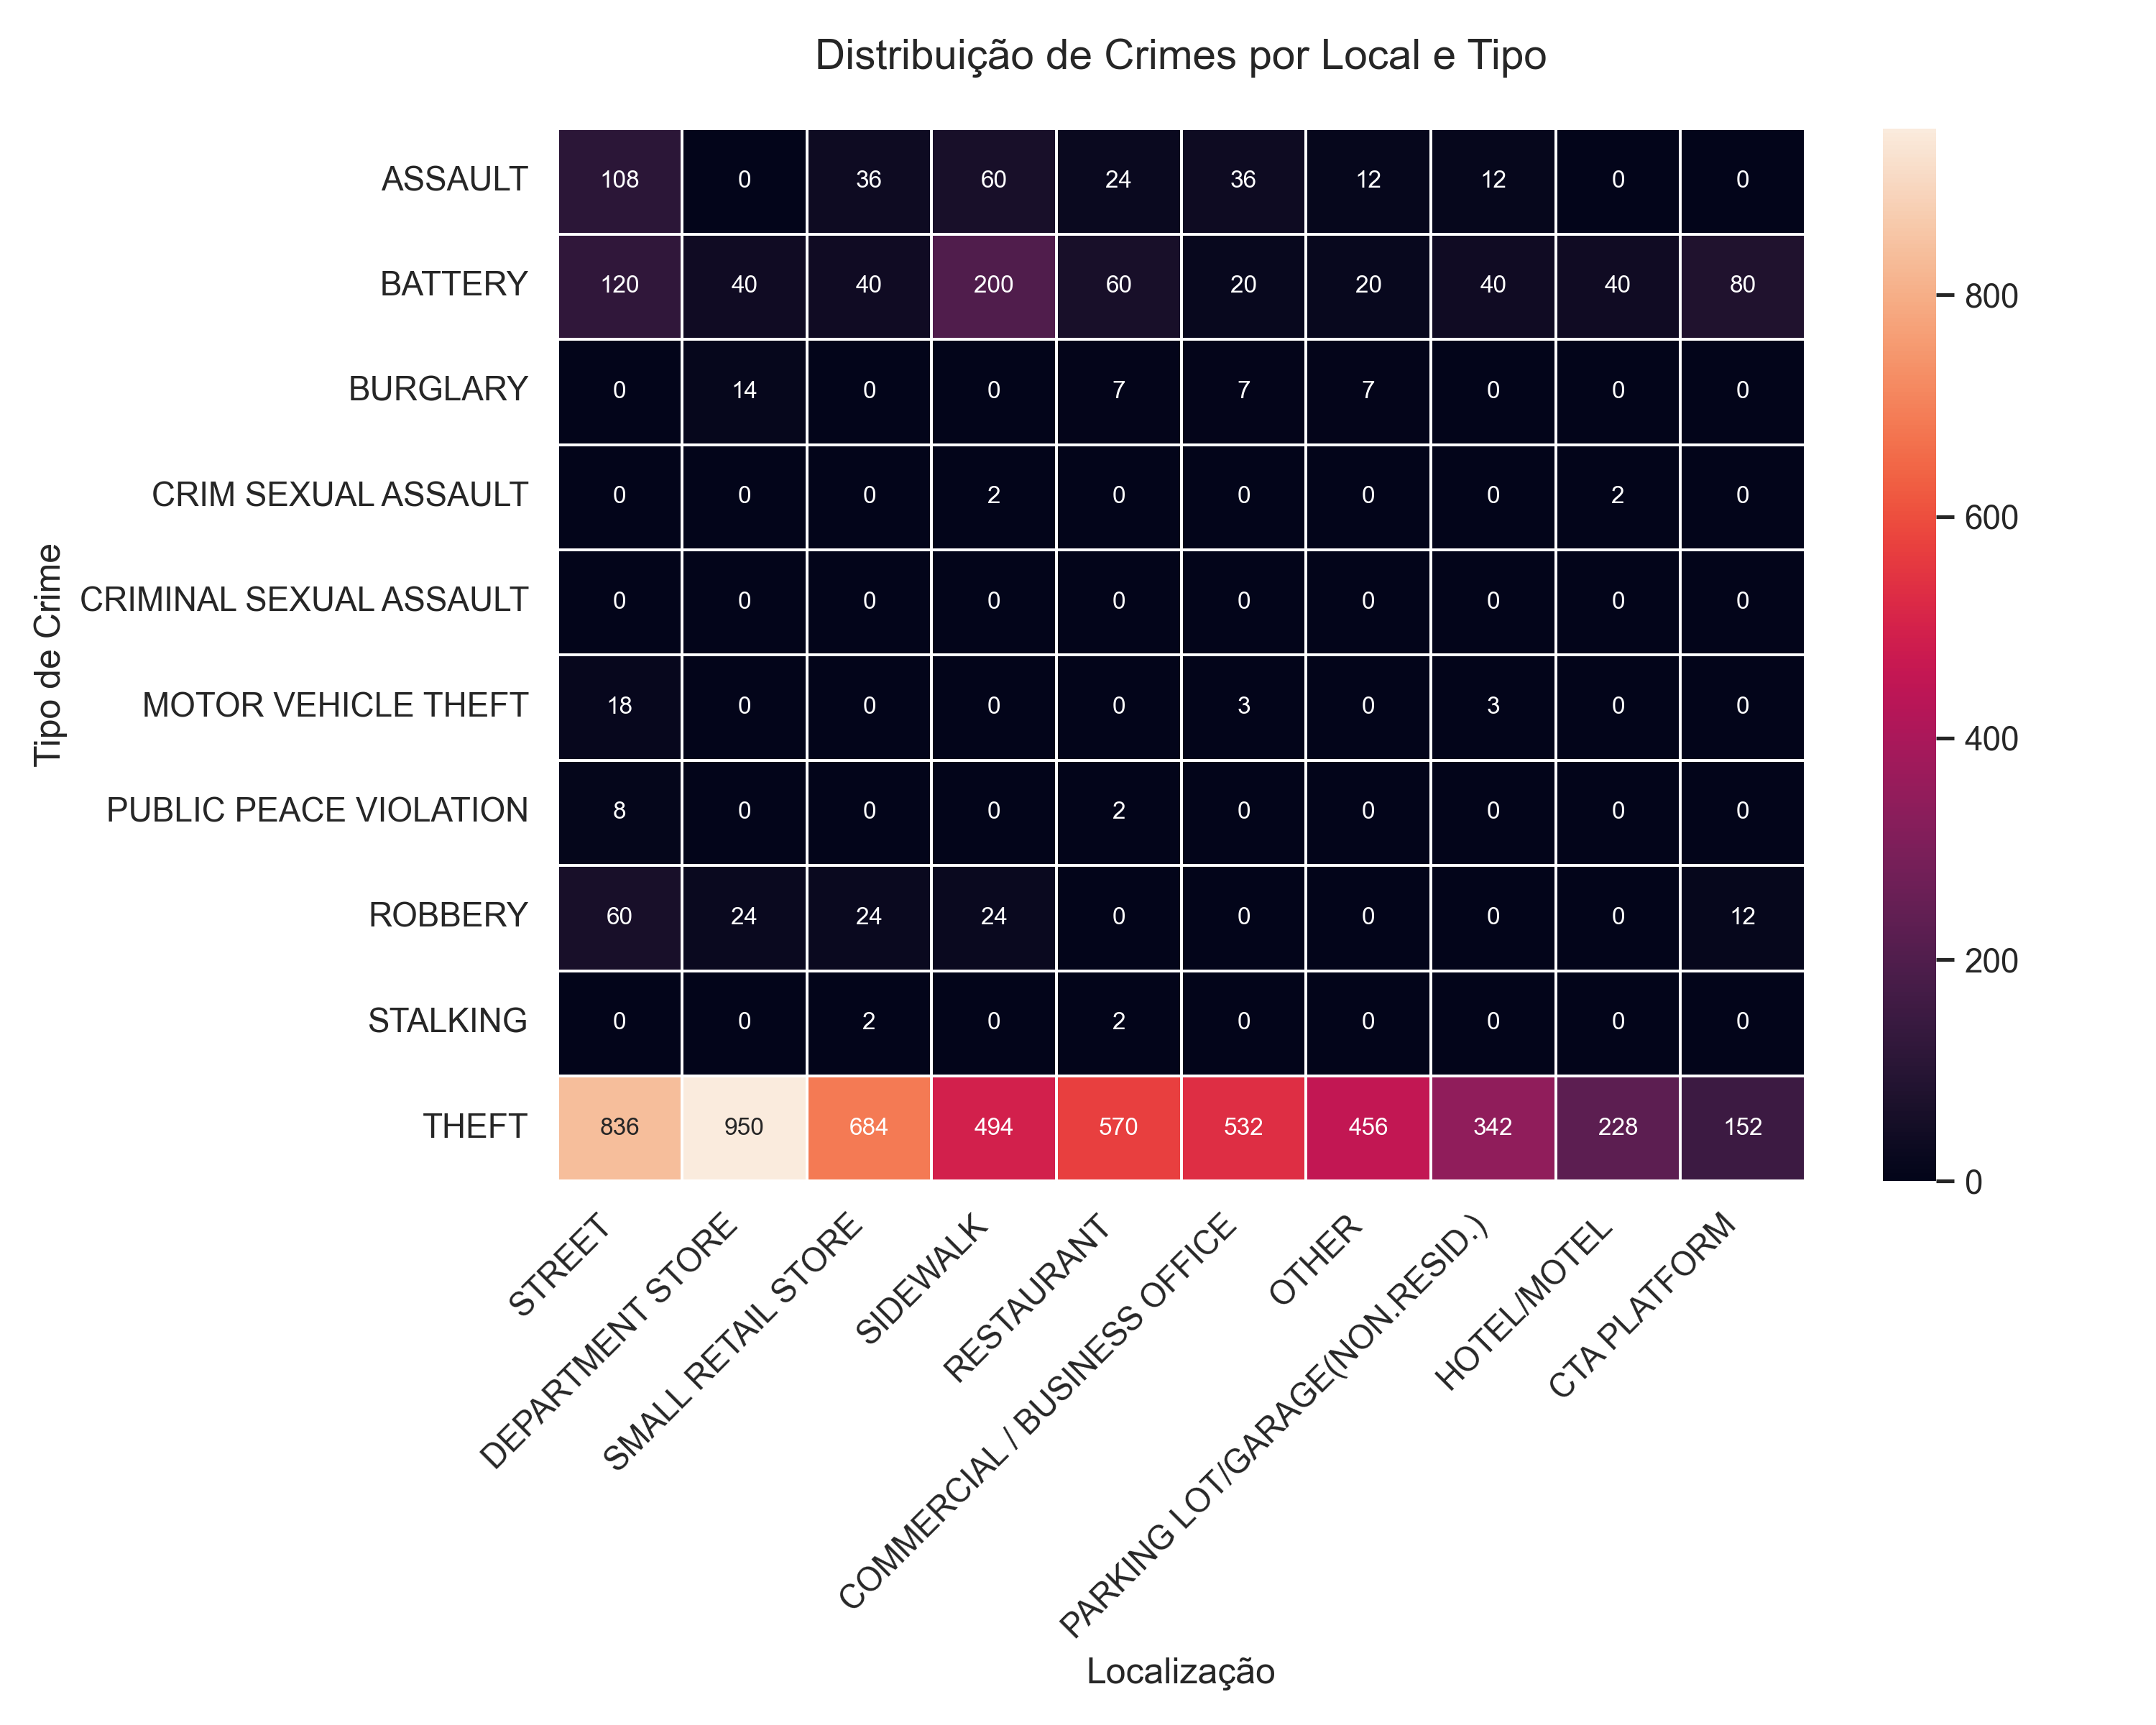 Distribuição de Crimes por Local e Tipo
Tipo de Crime
ASSAULT 108 0 36 60 24 36 12 12 0 0
BATTERY 120 40 40 200 60 20 20 40 40 80
BURGLARY 0 14 0 0 7 7 7 0 0 0
CRIM SEXUAL ASSAULT 0 0 0 2 0 0 0 0 2 0
CRIMINAL SEXUAL ASSAULT 0 0 0 0 0 0 0 0 0 0
MOTOR VEHICLE THEFT 18 0 0 0 0 3 0 3 0 0
PUBLIC PEACE VIOLATION 8 0 0 0 2 0 0 0 0 0
ROBBERY 60 24 24 24 0 0 0 0 0 12
STALKING 0 0 2 0 2 0 0 0 0 0
THEFT 836 950 684 494 570 532 456 342 228 152
STREET
DEPARTMENT STORE
SMALL RETAIL STORE
SIDEWALK
RESTAURANT
COMMERCIAL / BUSINESS OFFICE
OTHER
PARKING LOT/GARAGE(NON.RESID.)
HOTEL/MOTEL
CTA PLATFORM
Localização
800
600
400
200
0